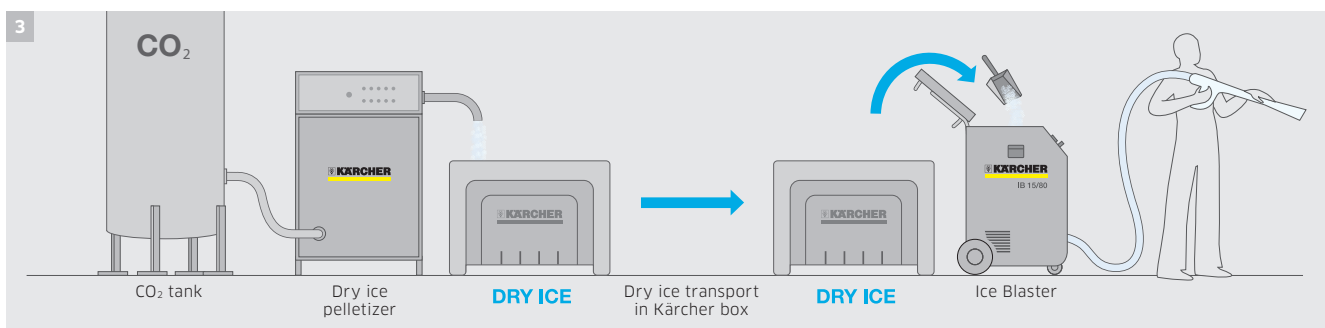 3
CO₂
KÄRCHER
KÄRCHER
KÄRCHER
KÄRCHER
IB 15/80
CO₂ tank
Dry ice
pelletizer
DRY ICE
Dry ice transport
in Kärcher box
DRY ICE
Ice Blaster